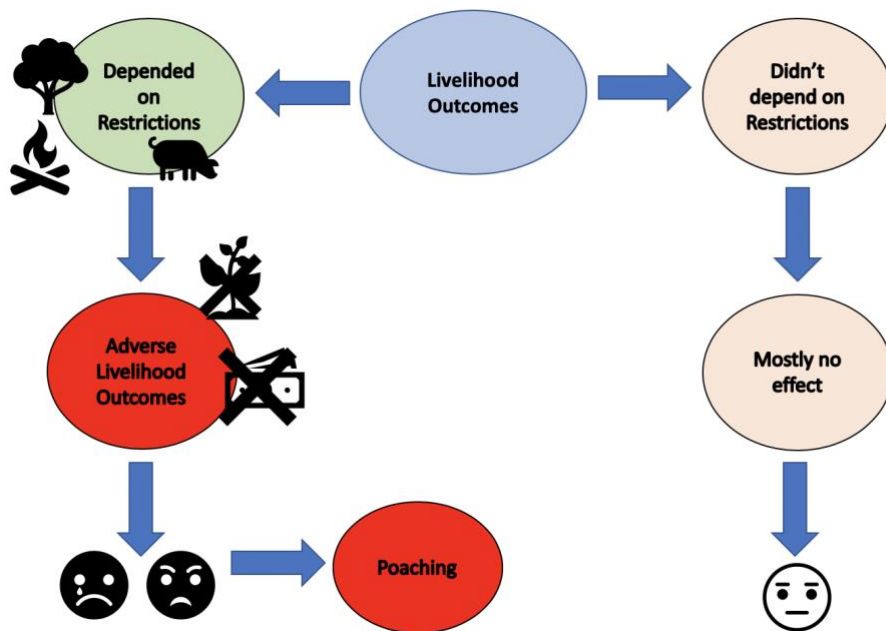 Depended
on
Restrictions
Livelihood
Outcomes
Didn't
depend on
Restrictions
Adverse
Livelihood
Outcomes
Mostly no
effect
Poaching